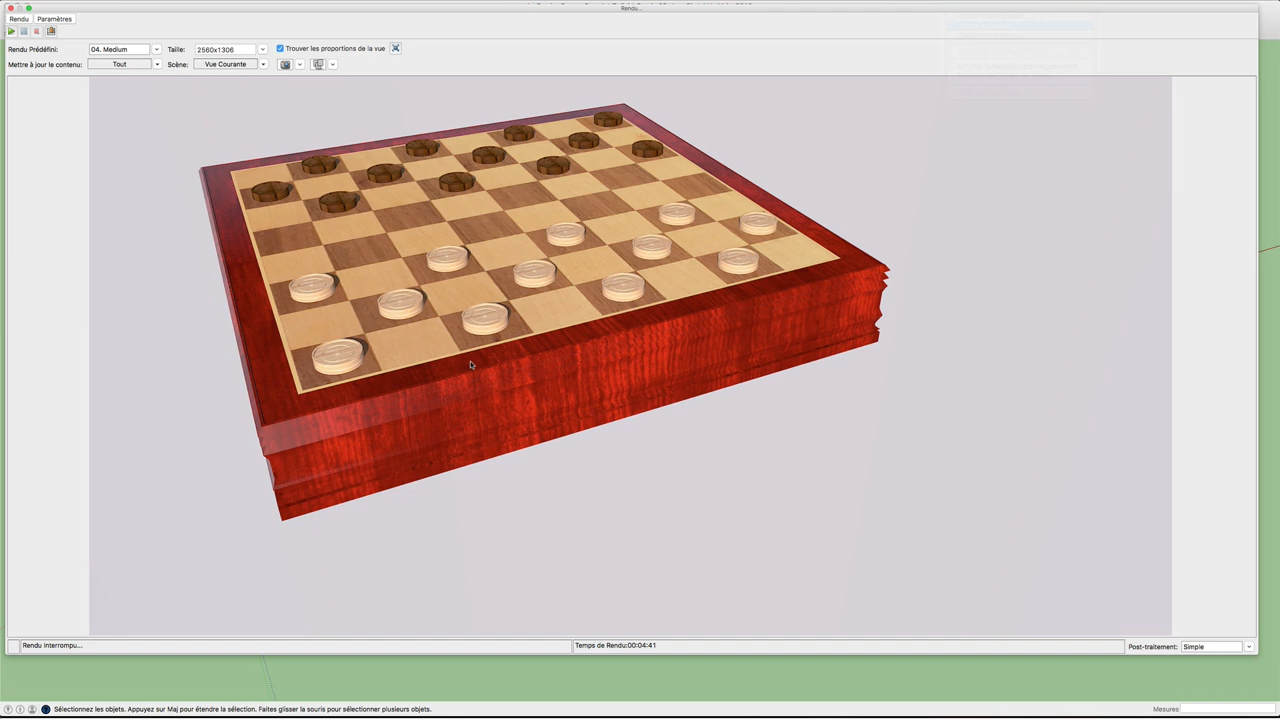 Rendu...
Rendu Paramètres
Rendu Prédéfini: 04. Medium Taille: 2560x1306 Trouver les proportions de la vue
Mettre à jour le contenu: Tout Scène: Vue Courante
Rendu Interrompu... Temps de Rendu:00:04:41
Post-traitement: Simple
Sélectionnez les objets. Appuyez sur Maj pour étendre la sélection. Faites glisser la souris pour sélectionner plusieurs objets. Mesures